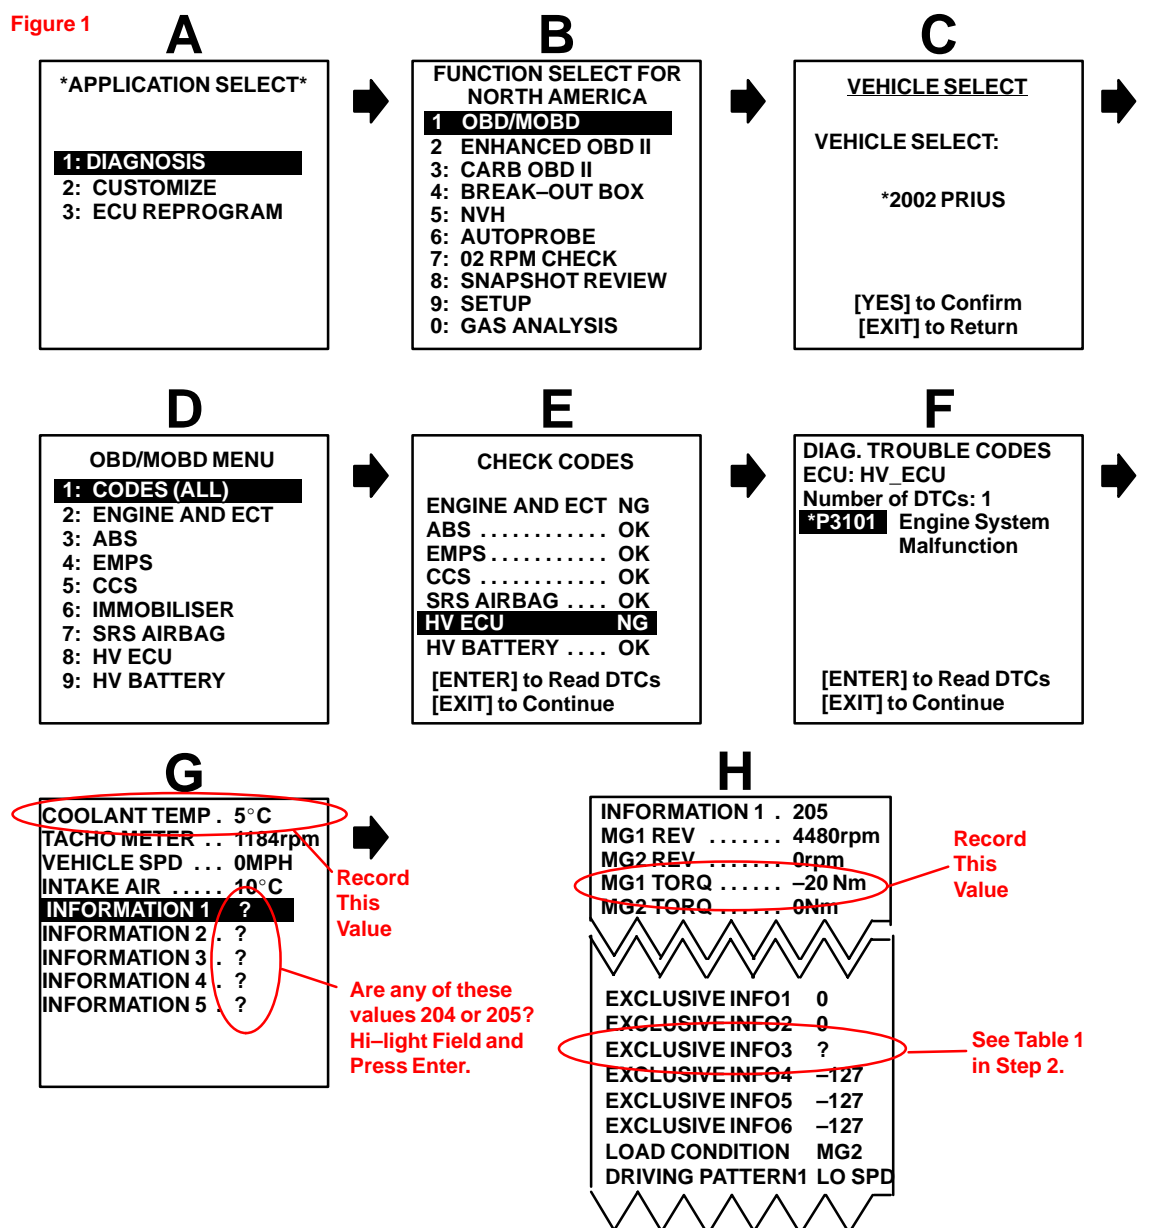 Figure 1
A
*APPLICATION SELECT*
1: DIAGNOSIS
2: CUSTOMIZE
3: ECU REPROGRAM
B
FUNCTION SELECT FOR
NORTH AMERICA
1 OBD/MOBD
2 ENHANCED OBD II
3: CARB OBD II
4: BREAK–OUT BOX
5: NVH
6: AUTOPROBE
7: 02 RPM CHECK
8: SNAPSHOT REVIEW
9: SETUP
0: GAS ANALYSIS
C
VEHICLE SELECT
VEHICLE SELECT:
*2002 PRIUS
[YES] to Confirm
[EXIT] to Return
D
OBD/MOBD MENU
1: CODES (ALL)
2: ENGINE AND ECT
3: ABS
4: EMPS
5: CCS
6: IMMOBILISER
7: SRS AIRBAG
8: HV ECU
9: HV BATTERY
E
CHECK CODES
ENGINE AND ECT NG
ABS . . . . . . . . . . . . OK
EMPS . . . . . . . . . . . OK
CCS . . . . . . . . . . . . OK
SRS AIRBAG . . . . OK
HV ECU NG
HV BATTERY . . . . OK
[ENTER] to Read DTCs
[EXIT] to Continue
F
DIAG. TROUBLE CODES
ECU: HV_ECU
Number of DTCs: 1
*P3101 Engine System
Malfunction
[ENTER] to Read DTCs
[EXIT] to Continue
G
COOLANT TEMP . 5°C
TACHO METER . . 1184rpm
VEHICLE SPD . . . 0MPH
INTAKE AIR . . . . . 10°C
INFORMATION 1 ?
INFORMATION 2 . ?
INFORMATION 3 . ?
INFORMATION 4 . ?
INFORMATION 5 . ?
Record
This
Value
Are any of these
values 204 or 205?
Hi–light Field and
Press Enter.
H
INFORMATION 1 . 205
MG1 REV . . . . . . . 4480rpm
MG2 REV . . . . . . . 0rpm
MG1 TORQ . . . . . . –20 Nm
MG2 TORQ . . . . . . 0Nm
Record
This
Value
EXCLUSIVE INFO1 0
EXCLUSIVE INFO2 0
EXCLUSIVE INFO3 ?
EXCLUSIVE INFO4 –127
EXCLUSIVE INFO5 –127
EXCLUSIVE INFO6 –127
LOAD CONDITION MG2
DRIVING PATTERN1 LO SPD
See Table 1
in Step 2.